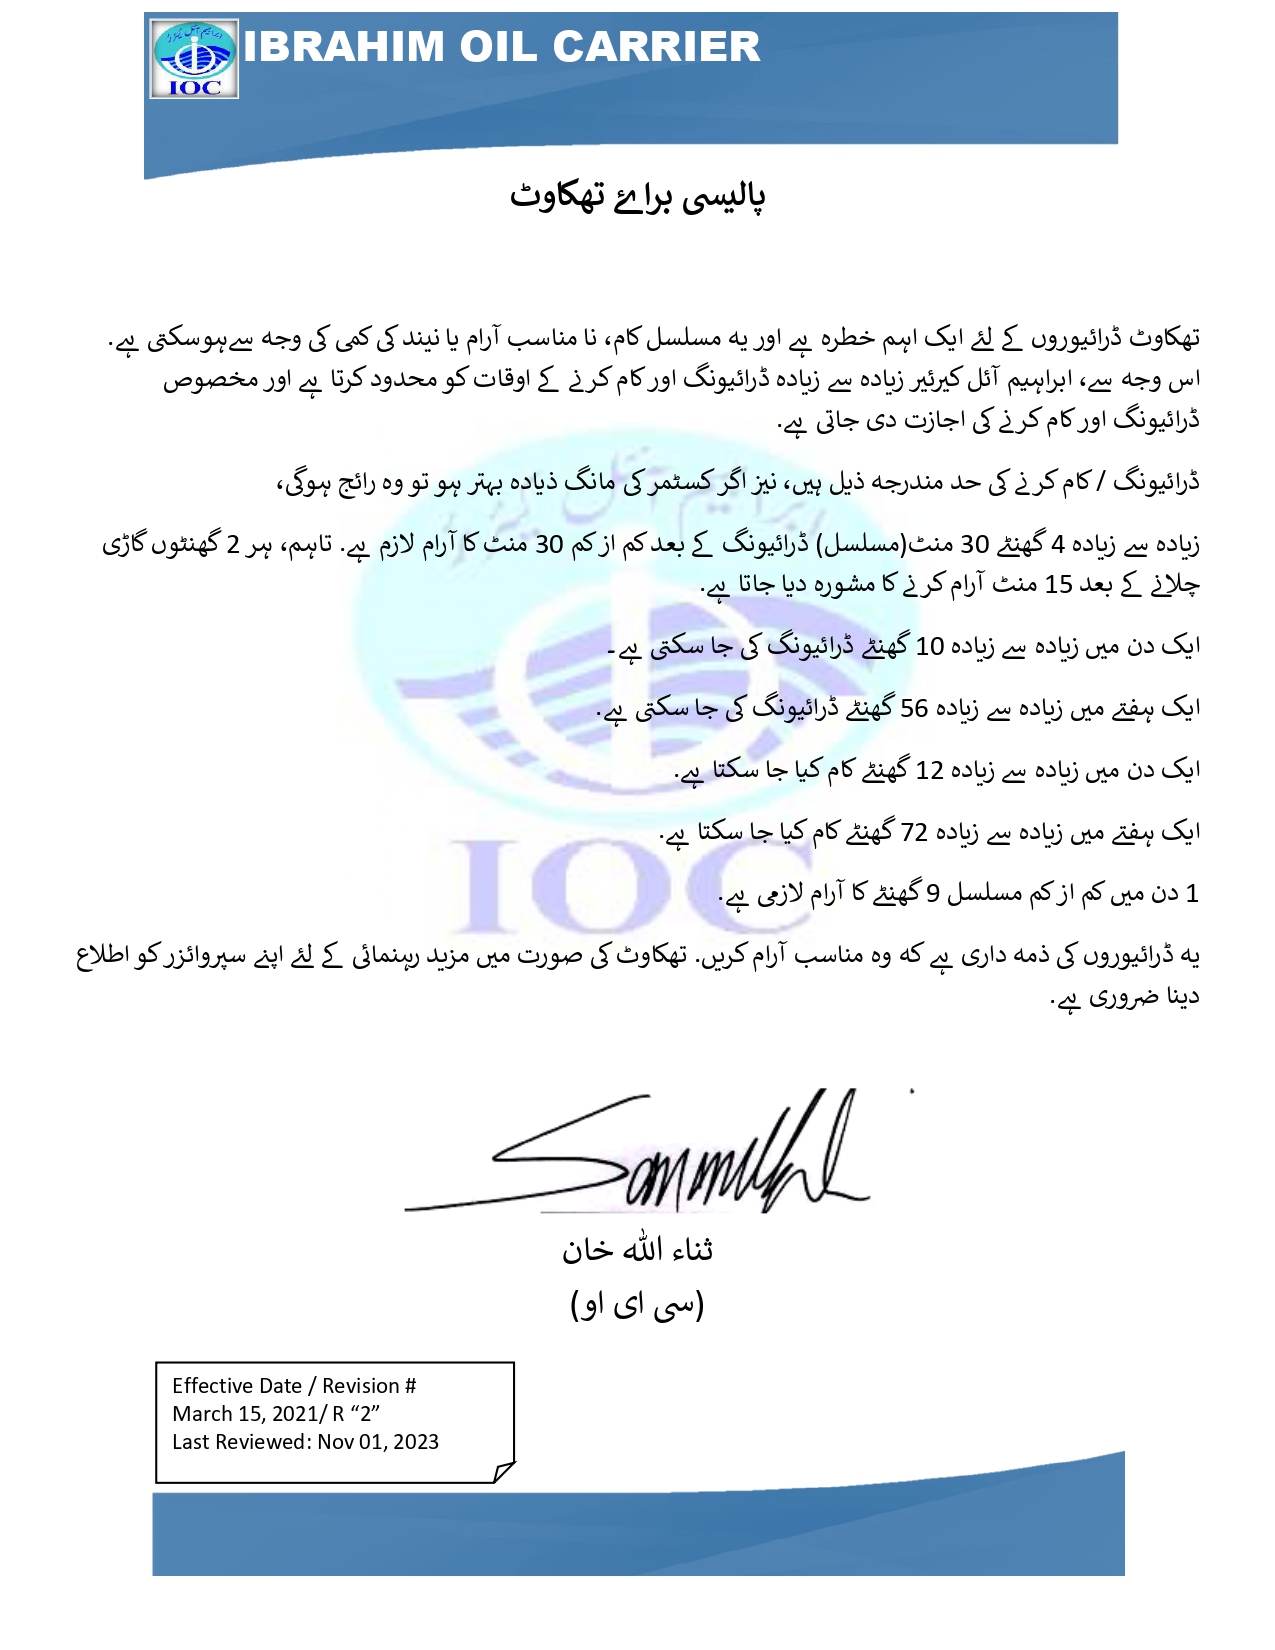 ابراہیم آئل کیرئیرز
IOC
IBRAHIM OIL CARRIER
پالیسی برائے تھکاوٹ
تھکاوٹ ڈرائیوروں کے لئے ایک اہم خطرہ ہے اور یہ مسلسل کام، نا مناسب آرام یا نیند کی کمی کی وجہ سےہوسکتی ہے.
اس وجہ سے، ابراہیم آئل کیرئیر زیادہ سے زیادہ ڈرائیونگ اور کام کرنے کے اوقات کو محدود کرتا ہے اور مخصوص
ڈرائیونگ اور کام کرنے کی اجازت دی جاتی ہے.
ڈرائیونگ / کام کرنے کی حد مندرجہ ذیل ہیں، نیز اگر کسٹمر کی مانگ ذیادہ بہتر ہو تو وہ رائج ہوگی،
زیادہ سے زیادہ 4 گھنٹے 30 منٹ(مسلسل) ڈرائیونگ کے بعد کم از کم 30 منٹ کا آرام لازم ہے. تاہم، ہر 2 گھنٹوں گاڑی
چلانے کے بعد 15 منٹ آرام کرنے کا مشورہ دیا جاتا ہے.
ایک دن میں زیادہ سے زیادہ 10 گھنٹے ڈرائیونگ کی جا سکتی ہے۔
ایک ہفتے میں زیادہ سے زیادہ 56 گھنٹے ڈرائیونگ کی جا سکتی ہے.
ایک دن میں زیادہ سے زیادہ 12 گھنٹے کام کیا جا سکتا ہے.
ایک ہفتے میں زیادہ سے زیادہ 72 گھنٹے کام کیا جا سکتا ہے.
1 دن میں کم از کم مسلسل 9 گھنٹے کا آرام لازمی ہے.
یہ ڈرائیوروں کی ذمہ داری ہے کہ وہ مناسب آرام کریں. تھکاوٹ کی صورت میں مزید رہنمائی کے لئے اپنے سپروائزر کو اطلاع
دینا ضروری ہے.
IOC
ثناء اللہ خان
(سی ای او)
Effective Date / Revision #
March 15, 2021/ R “2”
Last Reviewed: Nov 01, 2023